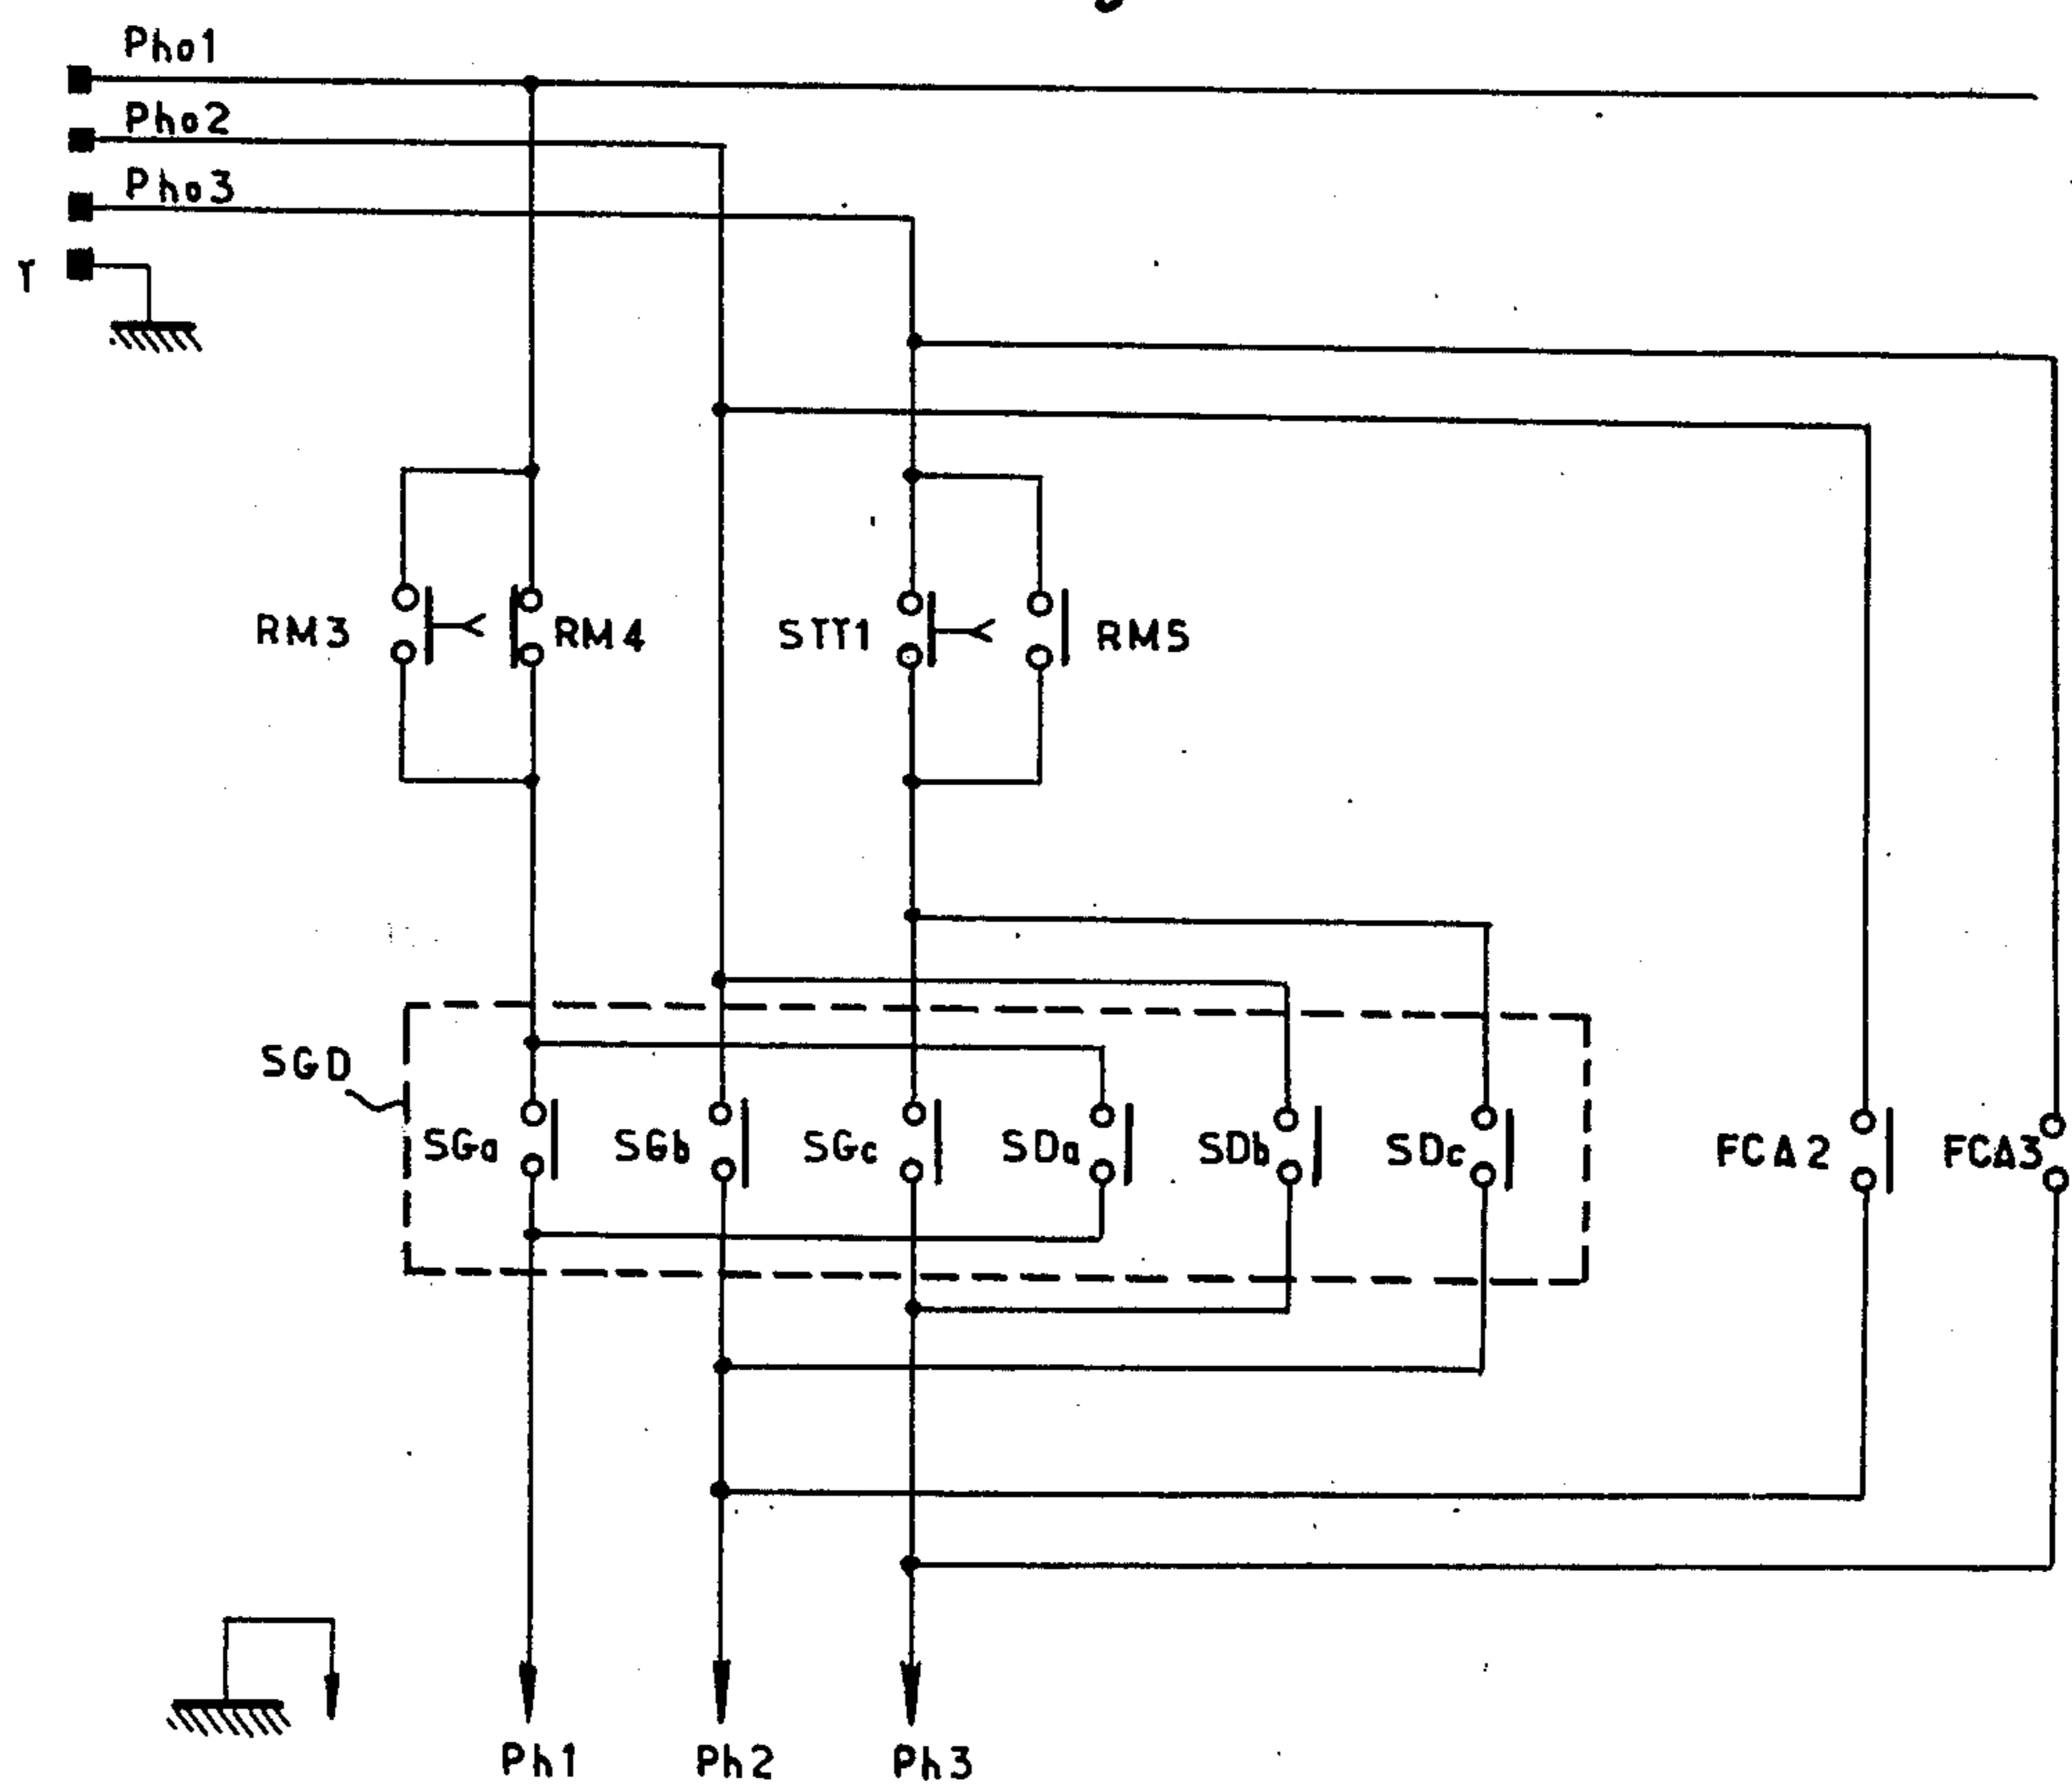 Pho1
Pho2
Pho3
T
RM3
RM4
STT1
RM5
SGD
SGa
SGb
SGc
SDa
SDb
SDc
FCA2
FCA3
Ph1
Ph2
Ph3